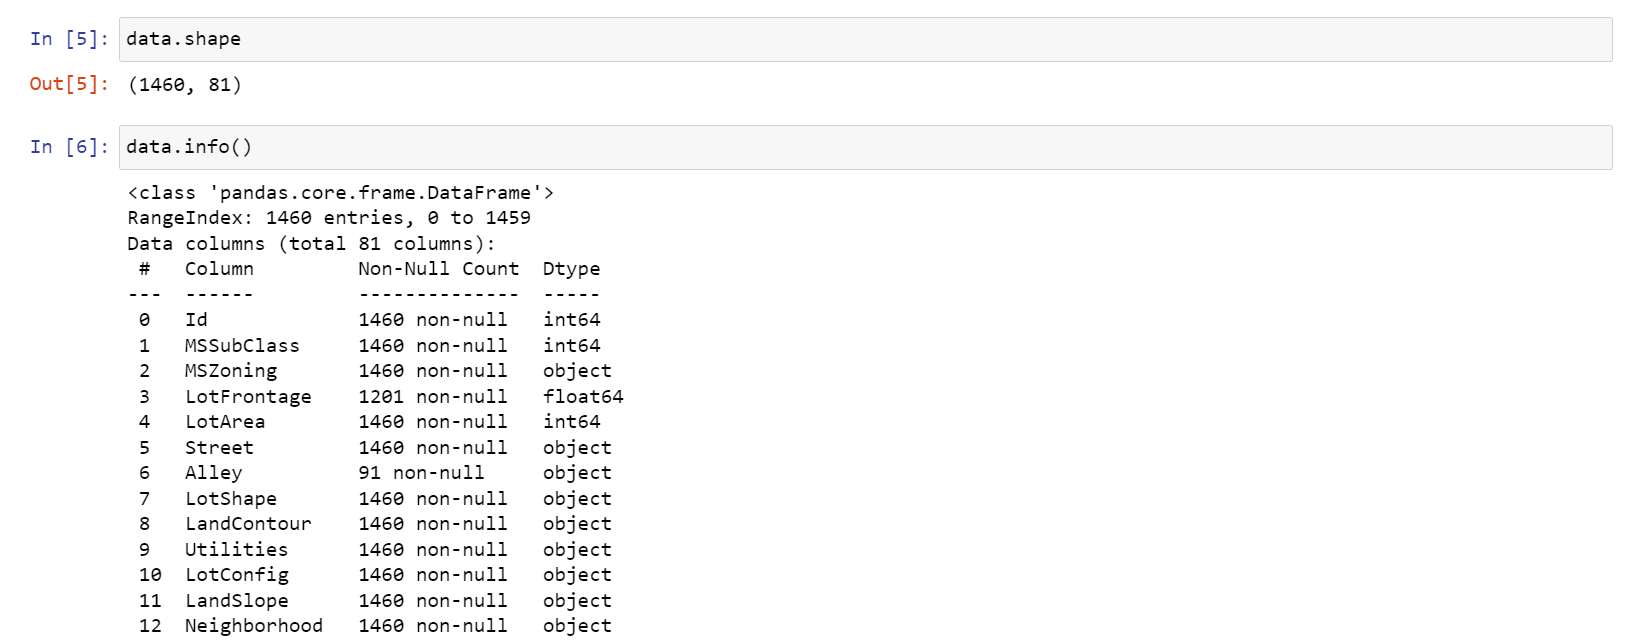 In [5]: data.shape
Out[5]: (1460, 81)
In [6]: data.info()
<class 'pandas.core.frame.DataFrame'>
RangeIndex: 1460 entries, 0 to 1459
Data columns (total 81 columns):
 #   Column         Non-Null Count  Dtype
---  ------         --------------  -----
 0   Id             1460 non-null   int64
 1   MSSubClass     1460 non-null   int64
 2   MSZoning       1460 non-null   object
 3   LotFrontage    1201 non-null   float64
 4   LotArea        1460 non-null   int64
 5   Street         1460 non-null   object
 6   Alley          91 non-null     object
 7   LotShape       1460 non-null   object
 8   LandContour    1460 non-null   object
 9   Utilities      1460 non-null   object
 10  LotConfig      1460 non-null   object
 11  LandSlope      1460 non-null   object
 12  Neighborhood   1460 non-null   object